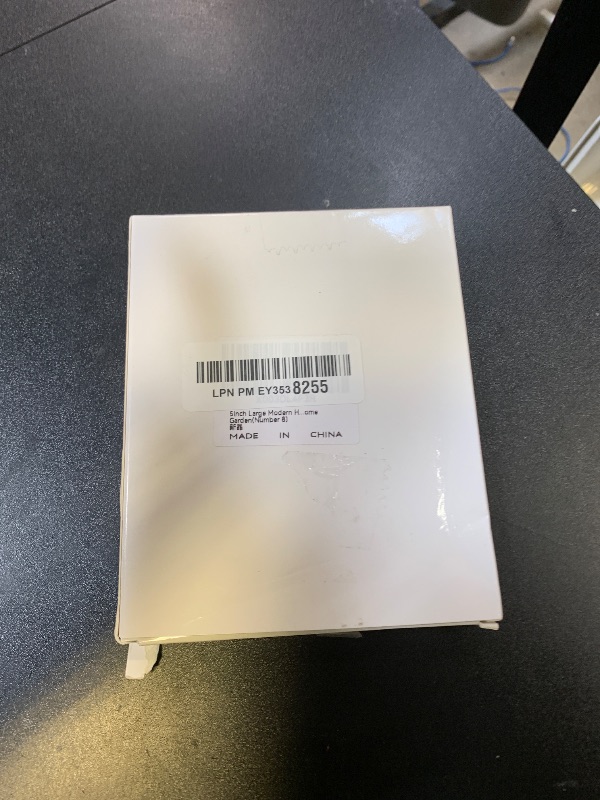 LPN PM EY3538255
5Inch Large Modern H...ome
Garden(Number 8)
MADE IN CHINA